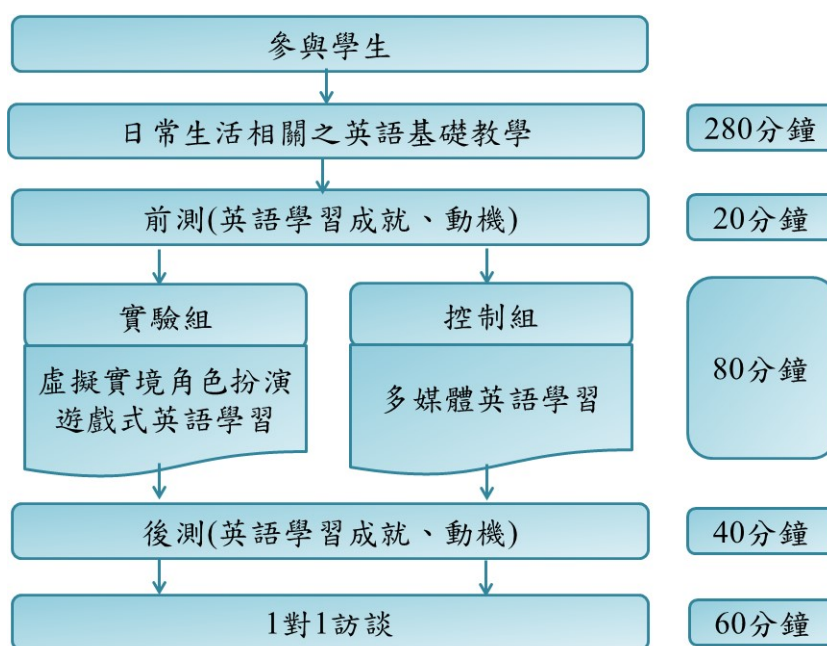 參與學生
日常生活相關之英語基礎教學
280分鐘
前測(英語學習成就、動機)
20分鐘
實驗組
控制組
虛擬實境角色扮演
遊戲式英語學習
多媒體英語學習
80分鐘
後測(英語學習成就、動機)
40分鐘
1對1訪談
60分鐘